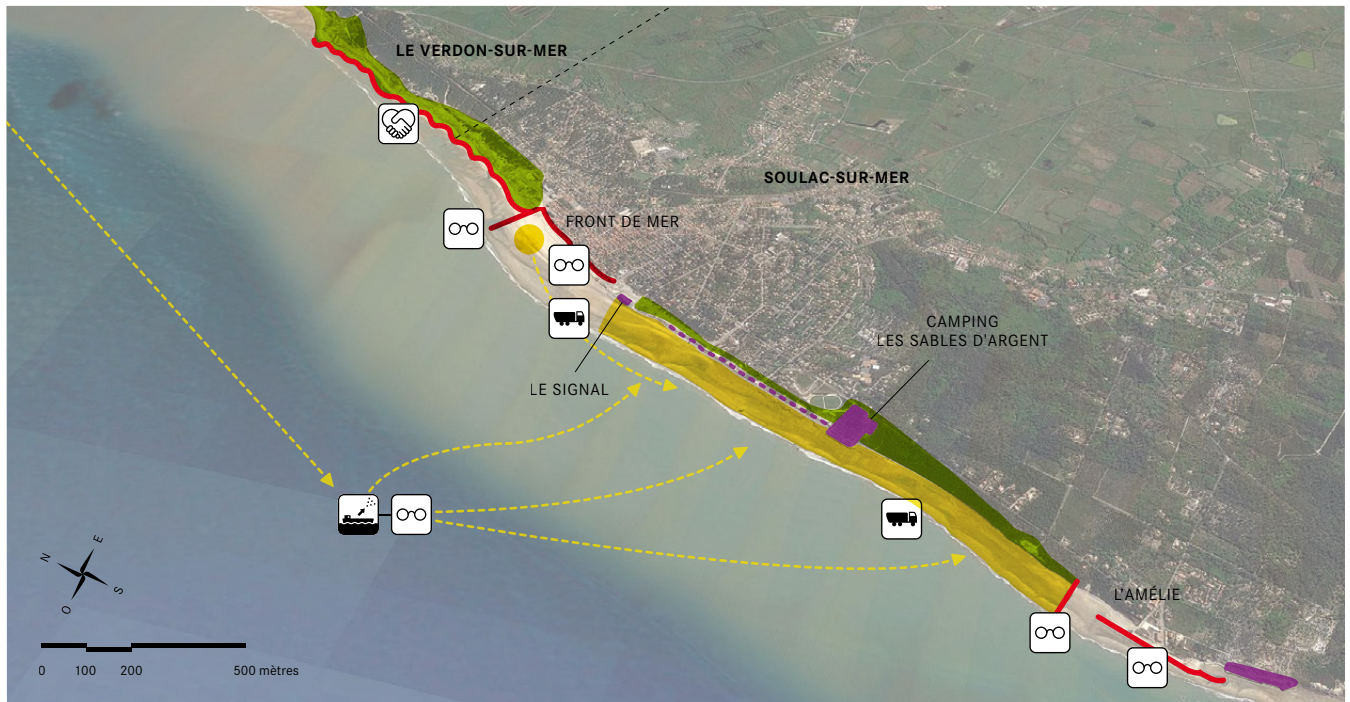 LE VERDON-SUR-MER
SOULAC-SUR-MER
FRONT DE MER
CAMPING
LES SABLES D'ARGENT
LE SIGNAL
L'AMÉLIE
N
E
S
O
0 100 200 500 mètres